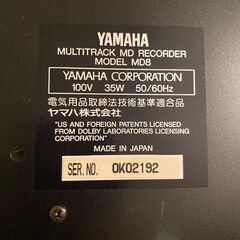 YAMAHA
MULTITRACK MD RECORDER
MODEL MD8
YAMAHA CORPORATION
100V 35W 50/60Hz
電気用品取締法技術基準適合品
ヤマハ株式会社
"US AND FOREIGN PATENTS LICENSED
FROM DOLBY LABORATORIES LICENSING
CORPORATION"
MADE IN JAPAN
SER.NO. OK02192